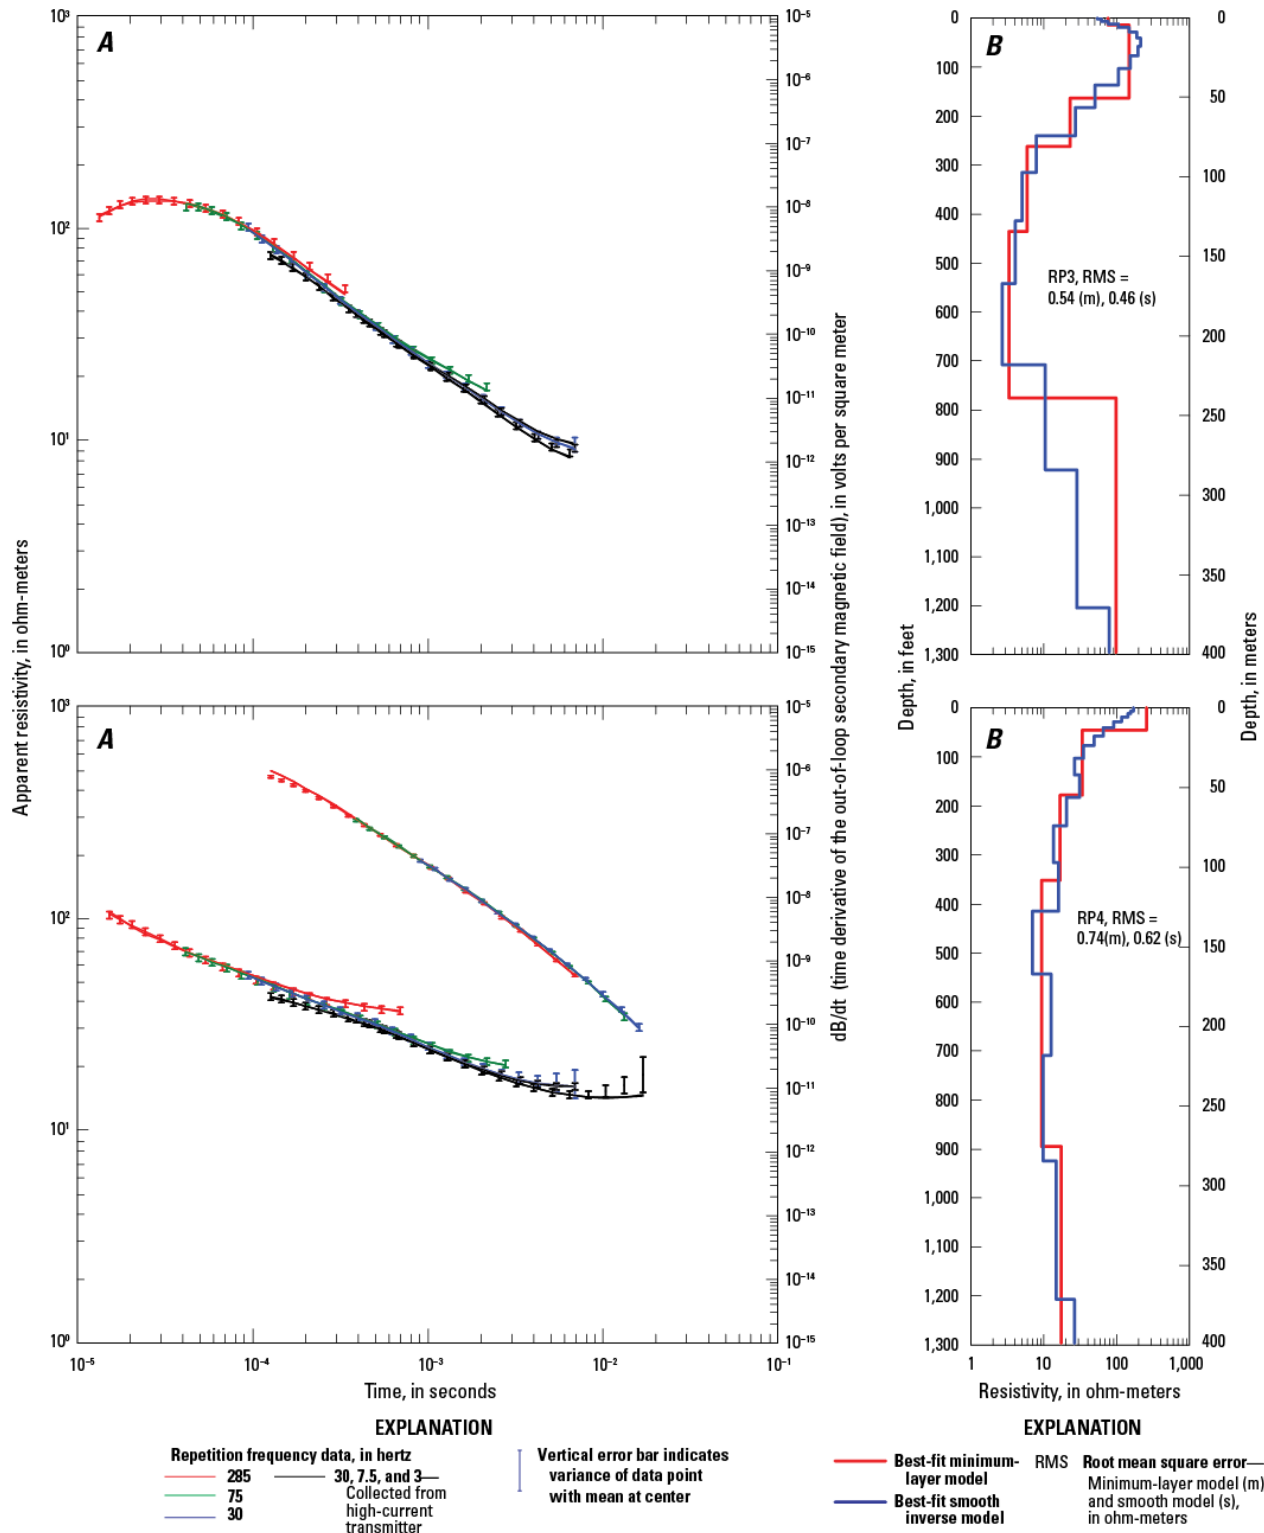 A
10³
10²
10¹
10⁰
10⁻⁵
10⁻⁶
10⁻⁷
10⁻⁸
10⁻⁹
10⁻¹⁰
10⁻¹¹
10⁻¹²
10⁻¹³
10⁻¹⁴
10⁻¹⁵
B
0
100
200
300
400
500
600
700
800
900
1,000
1,100
1,200
1,300
0
50
100
150
200
250
300
350
400
RP3, RMS =
0.54 (m), 0.46 (s)
Apparent resistivity, in ohm-meters
dB/dt (time derivative of the out-of-loop secondary magnetic field), in volts per square meter
Depth, in feet
Depth, in meters
A
10³
10²
10¹
10⁰
10⁻⁵
10⁻⁶
10⁻⁷
10⁻⁸
10⁻⁹
10⁻¹⁰
10⁻¹¹
10⁻¹²
10⁻¹³
10⁻¹⁴
10⁻¹⁵
10⁻⁵ 10⁻⁴ 10⁻³ 10⁻² 10⁻¹
Time, in seconds
B
0
100
200
300
400
500
600
700
800
900
1,000
1,100
1,200
1,300
0
50
100
150
200
250
300
350
400
RP4, RMS =
0.74(m), 0.62 (s)
1 10 100 1,000
Resistivity, in ohm-meters
EXPLANATION
Repetition frequency data, in hertz
285
75
30
30, 7.5, and 3—
Collected from
high-current
transmitter
Vertical error bar indicates
variance of data point
with mean at center
EXPLANATION
Best-fit minimum-
layer model
Best-fit smooth
inverse model
RMS Root mean square error—
Minimum-layer model (m)
and smooth model (s),
in ohm-meters